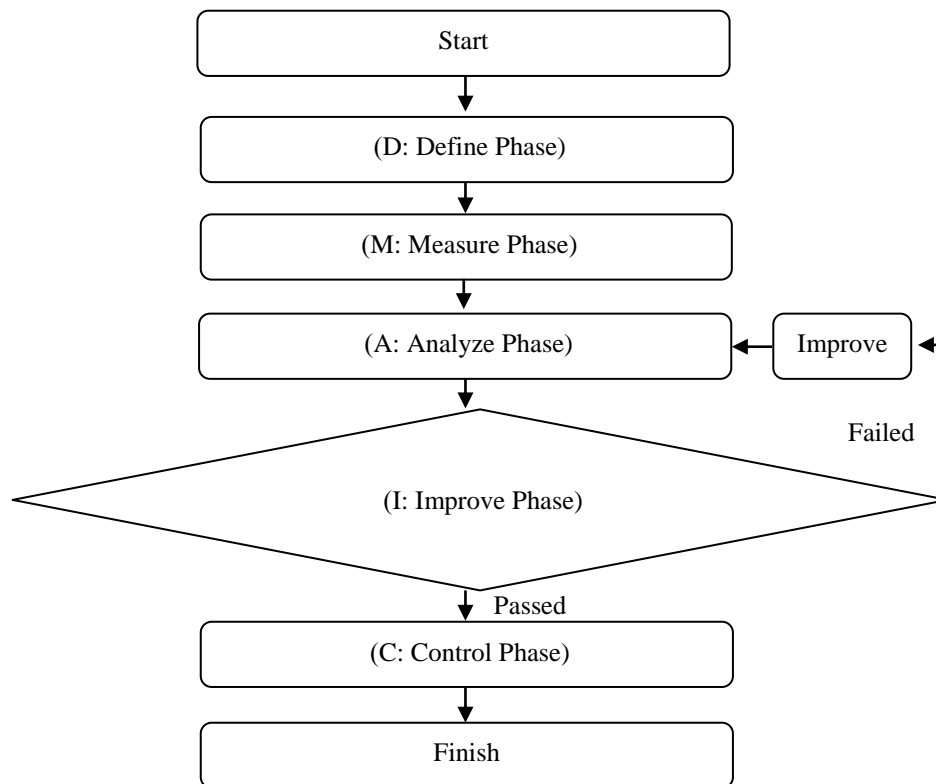 Start
(D: Define Phase)
(M: Measure Phase)
(A: Analyze Phase)
Improve
Failed
(I: Improve Phase)
Passed
(C: Control Phase)
Finish